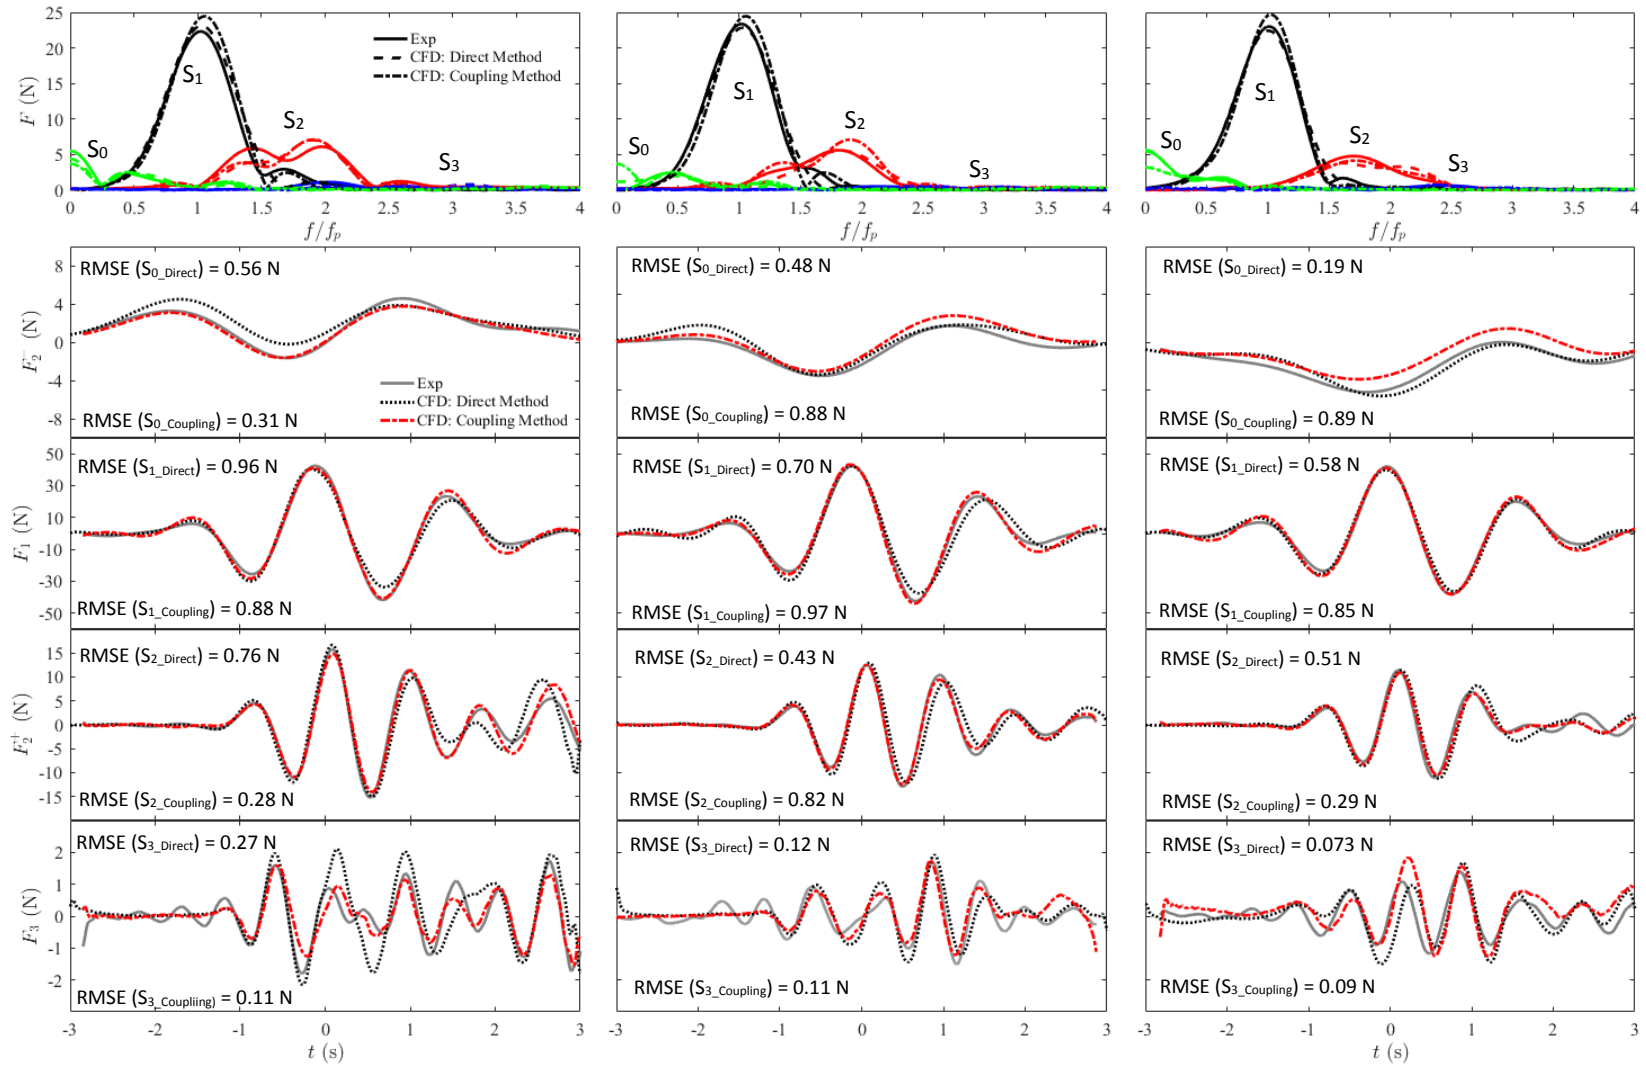 25
20
15
10
5
0
F (N)
Exp
CFD: Direct Method
CFD: Coupling Method
S0
S1
S2
S3
0 0.5 1 1.5 2 2.5 3 3.5 4
f/fp
S0
S1
S2
S3
0 0.5 1 1.5 2 2.5 3 3.5 4
f/fp
S0
S1
S2
S3
0 0.5 1 1.5 2 2.5 3 3.5 4
f/fp
8
4
0
-4
-8
F2− (N)
RMSE (S0_Direct) = 0.56 N
Exp
CFD: Direct Method
CFD: Coupling Method
RMSE (S0_Coupling) = 0.31 N
RMSE (S0_Direct) = 0.48 N
RMSE (S0_Coupling) = 0.88 N
RMSE (S0_Direct) = 0.19 N
RMSE (S0_Coupling) = 0.89 N
50
30
10
-10
-30
-50
F1 (N)
RMSE (S1_Direct) = 0.96 N
RMSE (S1_Coupling) = 0.88 N
RMSE (S1_Direct) = 0.70 N
RMSE (S1_Coupling) = 0.97 N
RMSE (S1_Direct) = 0.58 N
RMSE (S1_Coupling) = 0.85 N
15
10
5
0
-5
-10
-15
F2+ (N)
RMSE (S2_Direct) = 0.76 N
RMSE (S2_Coupling) = 0.28 N
RMSE (S2_Direct) = 0.43 N
RMSE (S2_Coupling) = 0.82 N
RMSE (S2_Direct) = 0.51 N
RMSE (S2_Coupling) = 0.29 N
2
1
0
-1
-2
F3 (N)
RMSE (S3_Direct) = 0.27 N
RMSE (S3_Coupliing) = 0.11 N
RMSE (S3_Direct) = 0.12 N
RMSE (S3_Coupling) = 0.11 N
RMSE (S3_Direct) = 0.073 N
RMSE (S3_Coupling) = 0.09 N
-3 -2 -1 0 1 2 3
t (s)
-3 -2 -1 0 1 2 3
t (s)
-3 -2 -1 0 1 2 3
t (s)